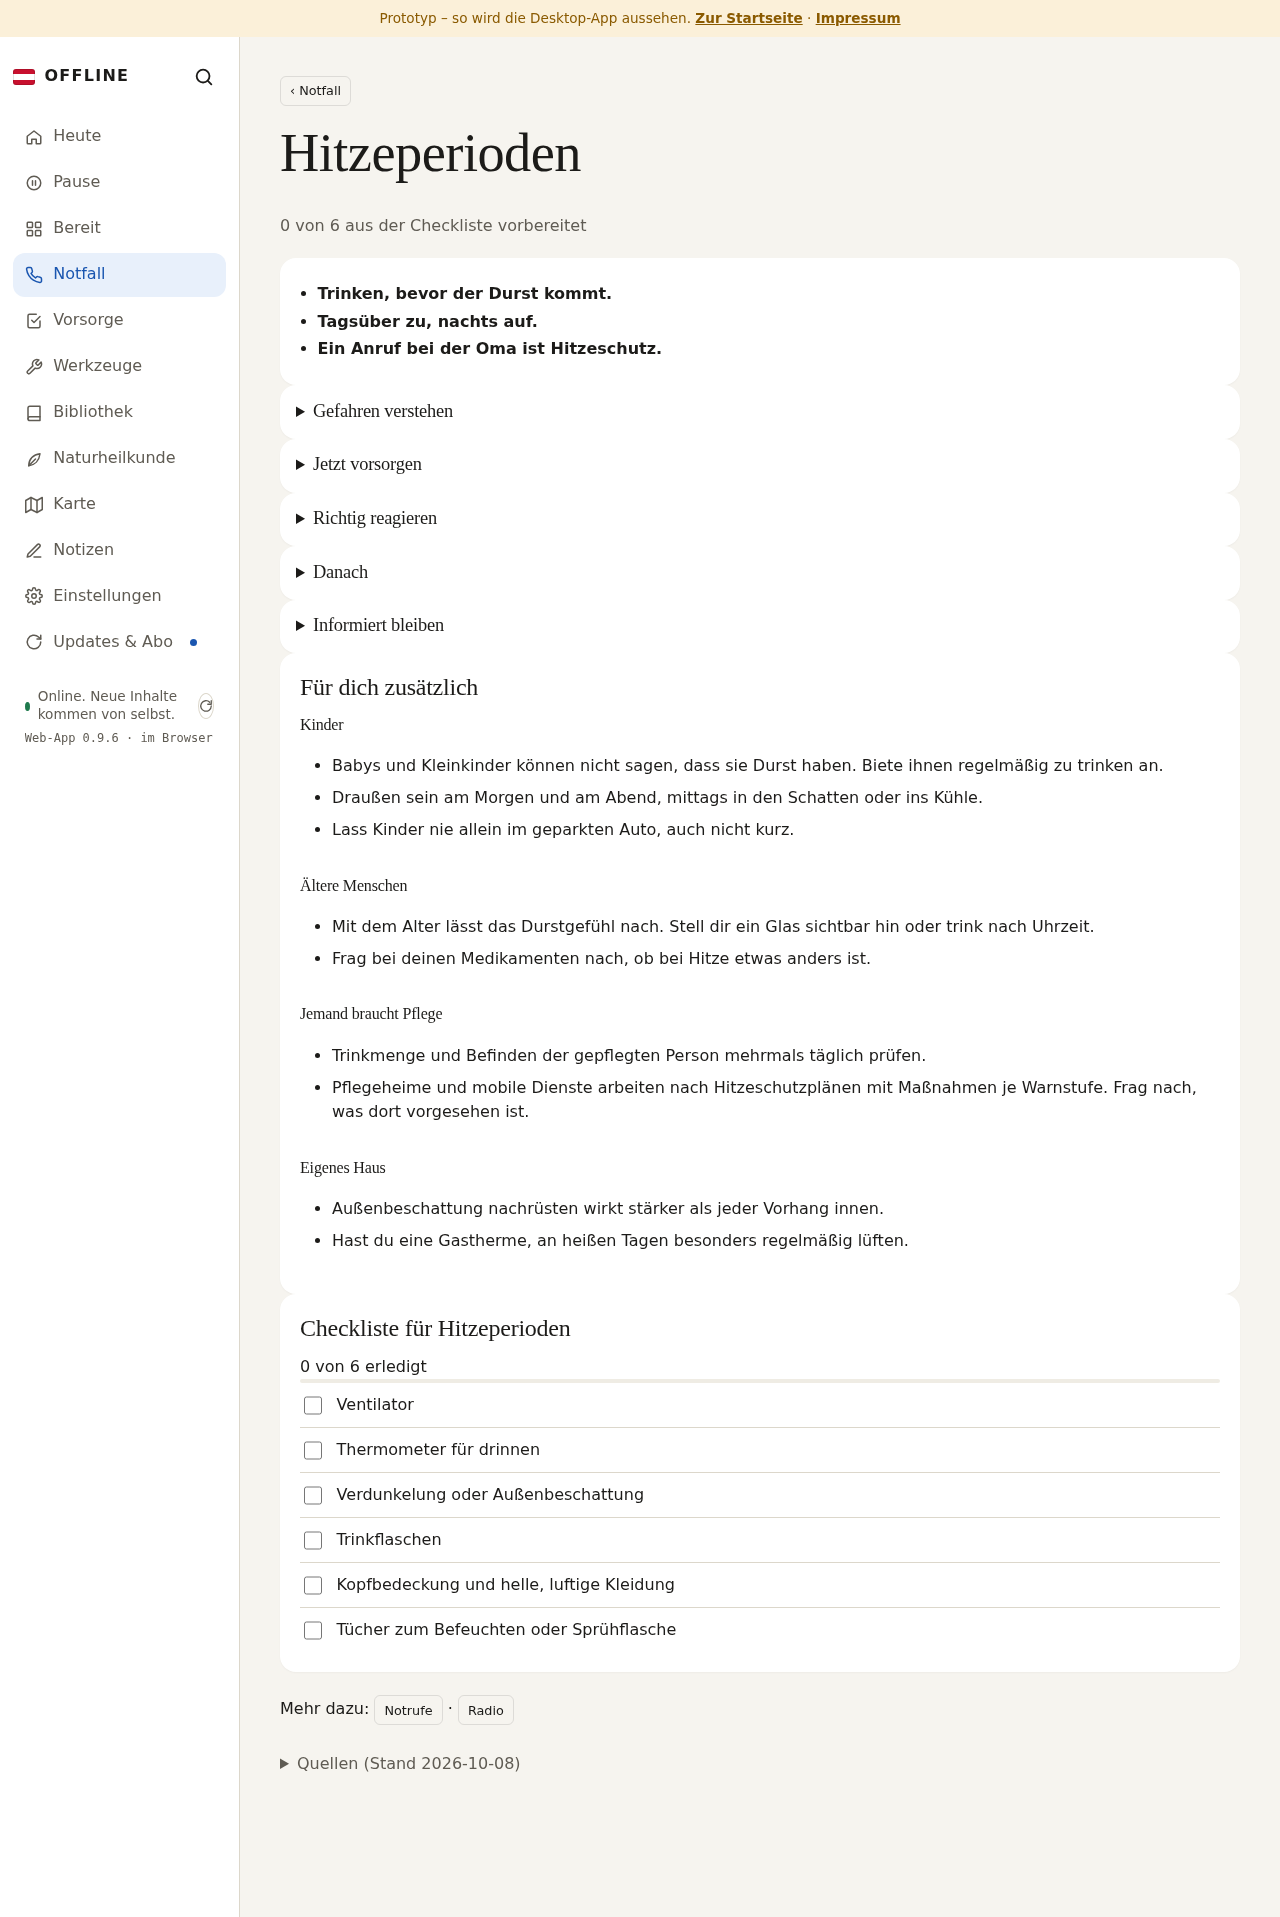 Prototyp – so wird die Desktop-App aussehen. Zur Startseite · Impressum
OFFLINE
Heute
Pause
Bereit
Notfall
Vorsorge
Werkzeuge
Bibliothek
Naturheilkunde
Karte
Notizen
Einstellungen
Updates & Abo
Online. Neue Inhalte
kommen von selbst.
Web-App 0.9.6 · im Browser
‹ Notfall
Hitzeperioden
0 von 6 aus der Checkliste vorbereitet
• Trinken, bevor der Durst kommt.
• Tagsüber zu, nachts auf.
• Ein Anruf bei der Oma ist Hitzeschutz.
Gefahren verstehen
Jetzt vorsorgen
Richtig reagieren
Danach
Informiert bleiben
Für dich zusätzlich
Kinder
• Babys und Kleinkinder können nicht sagen, dass sie Durst haben. Biete ihnen regelmäßig zu trinken an.
• Draußen sein am Morgen und am Abend, mittags in den Schatten oder ins Kühle.
• Lass Kinder nie allein im geparkten Auto, auch nicht kurz.
Ältere Menschen
• Mit dem Alter lässt das Durstgefühl nach. Stell dir ein Glas sichtbar hin oder trink nach Uhrzeit.
• Frag bei deinen Medikamenten nach, ob bei Hitze etwas anders ist.
Jemand braucht Pflege
• Trinkmenge und Befinden der gepflegten Person mehrmals täglich prüfen.
• Pflegeheime und mobile Dienste arbeiten nach Hitzeschutzplänen mit Maßnahmen je Warnstufe. Frag nach,
was dort vorgesehen ist.
Eigenes Haus
• Außenbeschattung nachrüsten wirkt stärker als jeder Vorhang innen.
• Hast du eine Gastherme, an heißen Tagen besonders regelmäßig lüften.
Checkliste für Hitzeperioden
0 von 6 erledigt
Ventilator
Thermometer für drinnen
Verdunkelung oder Außenbeschattung
Trinkflaschen
Kopfbedeckung und helle, luftige Kleidung
Tücher zum Befeuchten oder Sprühflasche
Mehr dazu: Notrufe · Radio
Quellen (Stand 2026-10-08)